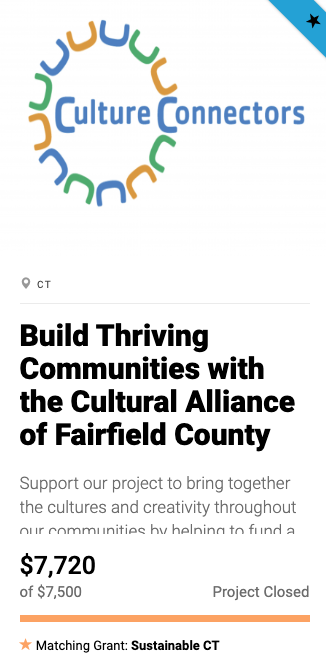 Culture Connectors
CT
Build Thriving
Communities with
the Cultural Alliance
of Fairfield County
Support our project to bring together
the cultures and creativity throughout
our communities by helping to fund a
$7,720
of $7,500 Project Closed
Matching Grant: Sustainable CT